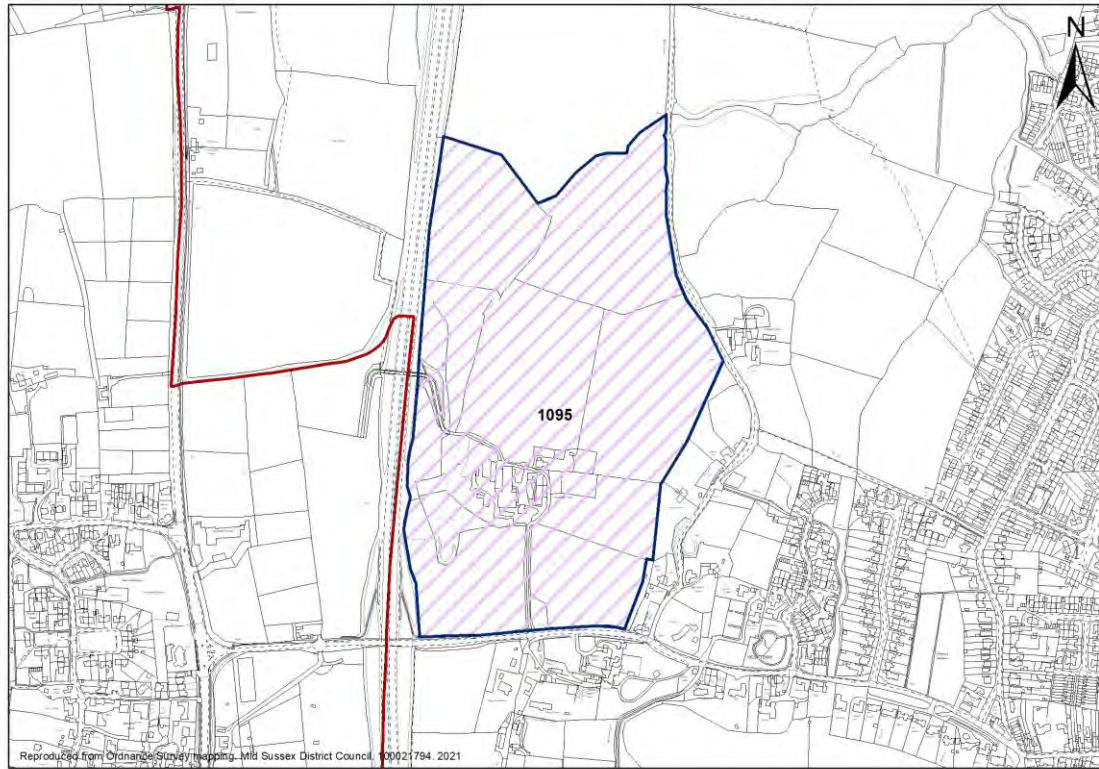 N
1095
Reproduced from Ordnance Survey mapping. Mid Sussex District Council. 100021794. 2021